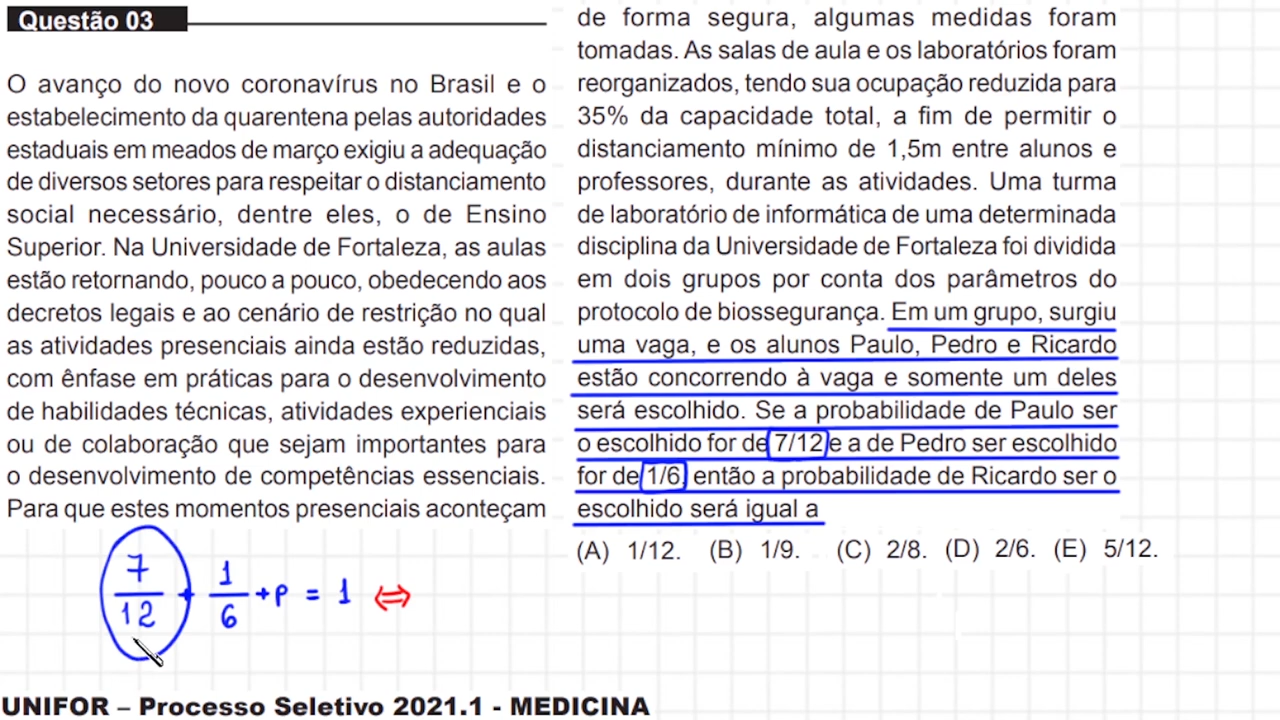 Questão 03
O avanço do novo coronavírus no Brasil e o
estabelecimento da quarentena pelas autoridades
estaduais em meados de março exigiu a adequação
de diversos setores para respeitar o distanciamento
social necessário, dentre eles, o de Ensino
Superior. Na Universidade de Fortaleza, as aulas
estão retornando, pouco a pouco, obedecendo aos
decretos legais e ao cenário de restrição no qual
as atividades presenciais ainda estão reduzidas,
com ênfase em práticas para o desenvolvimento
de habilidades técnicas, atividades experienciais
ou de colaboração que sejam importantes para
o desenvolvimento de competências essenciais.
Para que estes momentos presenciais aconteçam
de forma segura, algumas medidas foram
tomadas. As salas de aula e os laboratórios foram
reorganizados, tendo sua ocupação reduzida para
35% da capacidade total, a fim de permitir o
distanciamento mínimo de 1,5m entre alunos e
professores, durante as atividades. Uma turma
de laboratório de informática de uma determinada
disciplina da Universidade de Fortaleza foi dividida
em dois grupos por conta dos parâmetros do
protocolo de biossegurança. Em um grupo, surgiu
uma vaga, e os alunos Paulo, Pedro e Ricardo
estão concorrendo à vaga e somente um deles
será escolhido. Se a probabilidade de Paulo ser
o escolhido for de 7/12 e a de Pedro ser escolhido
for de 1/6, então a probabilidade de Ricardo ser o
escolhido será igual a
(A) 1/12. (B) 1/9. (C) 2/8. (D) 2/6. (E) 5/12.
7/12 + 1/6 + p = 1 ⇔
UNIFOR – Processo Seletivo 2021.1 - MEDICINA